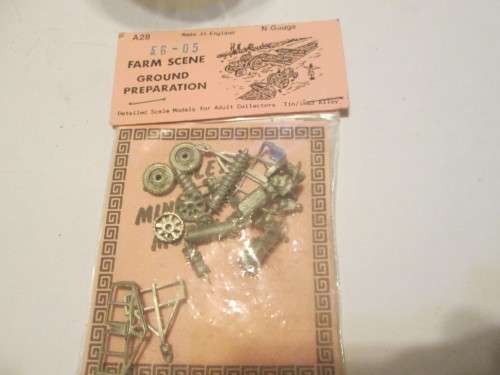 A28 Made In England N Gauge
£6-05
FARM SCENE
GROUND
PREPARATION
Detailed Scale Models for Adult Collectors Tin/Lead Alloy